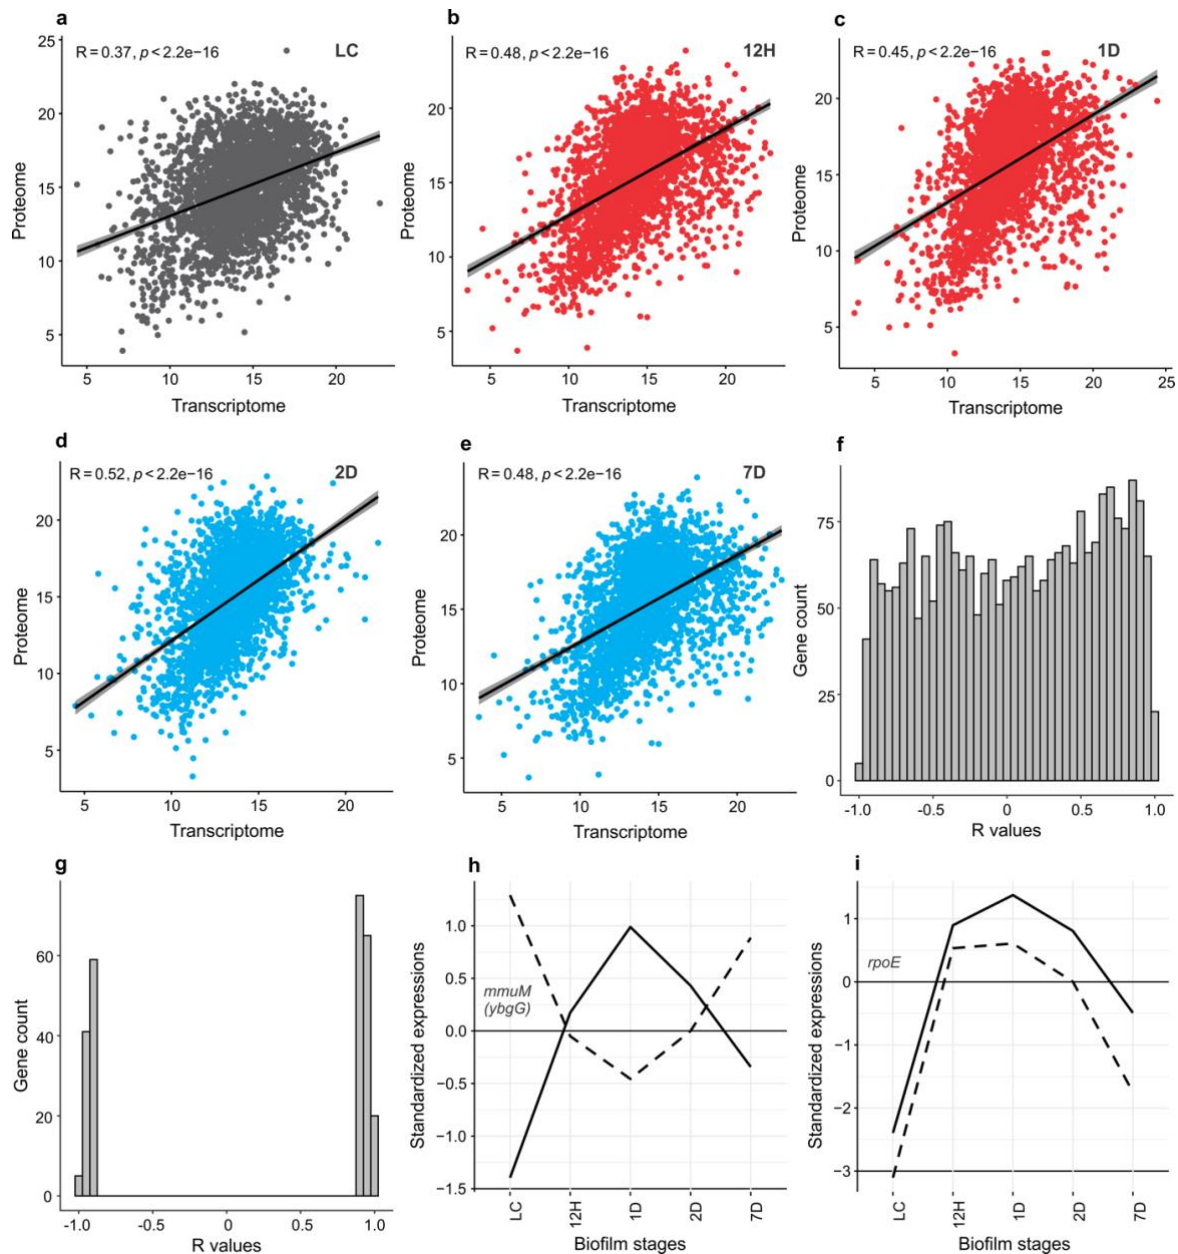 a
R = 0.37, p < 2.2e−16
LC
25
20
15
10
5
Proteome
5
10
15
20
Transcriptome
b
R = 0.48, p < 2.2e−16
12H
20
15
10
5
Proteome
5
10
15
20
Transcriptome
c
R = 0.45, p < 2.2e−16
1D
20
15
10
5
Proteome
5
10
15
20
24
Transcriptome
d
R = 0.52, p < 2.2e−16
2D
20
15
10
5
Proteome
5
10
15
20
Transcriptome
e
R = 0.48, p < 2.2e−16
7D
20
15
10
5
Proteome
5
10
15
20
Transcriptome
f
75
50
25
0
Gene count
-1.0
-0.5
0
0.5
1.0
R values
g
60
40
20
0
Gene count
-1.0
-0.5
0
0.5
1.0
R values
h
1.0
0.5
0.0
−0.5
−1.0
−1.5
Standardized expressions
mmuM
(ybgG)
LC
12H
1D
2D
7D
Biofilm stages
i
1
0
−1
−2
−3
Standardized expressions
rpoE
LC
12H
1D
2D
7D
Biofilm stages